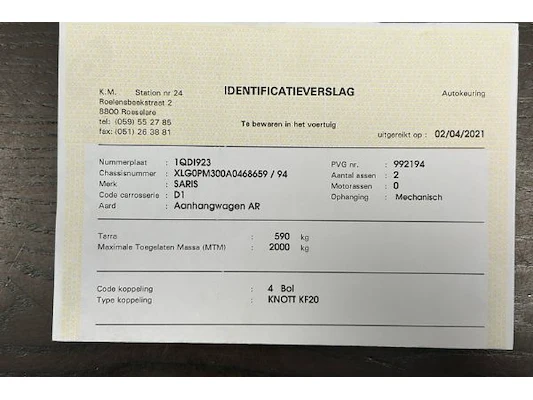 K.M. Station nr 24 IDENTIFICATIEVERSLAG Autokeuring
Roelensbeekstraat 2
8800 Roeselare
tel: (059) 55 27 85 Te bewaren in het voertuig
fax: (051) 26 38 81 uitgereikt op : 02/04/2021
Nummerplaat : 1QDI923 PVG nr. : 992194
Chassisnummer : XLG0PM300A0468659 / 94 Aantal assen : 2
Merk : SARIS Motorassen : 0
Code carrosserie : D1 Ophanging : Mechanisch
Aard : Aanhangwagen AR
Tarra : 590 kg
Maximale Toegelaten Massa (MTM) : 2000 kg
Code koppeling : 4 Bol
Type koppeling : KNOTT KF20